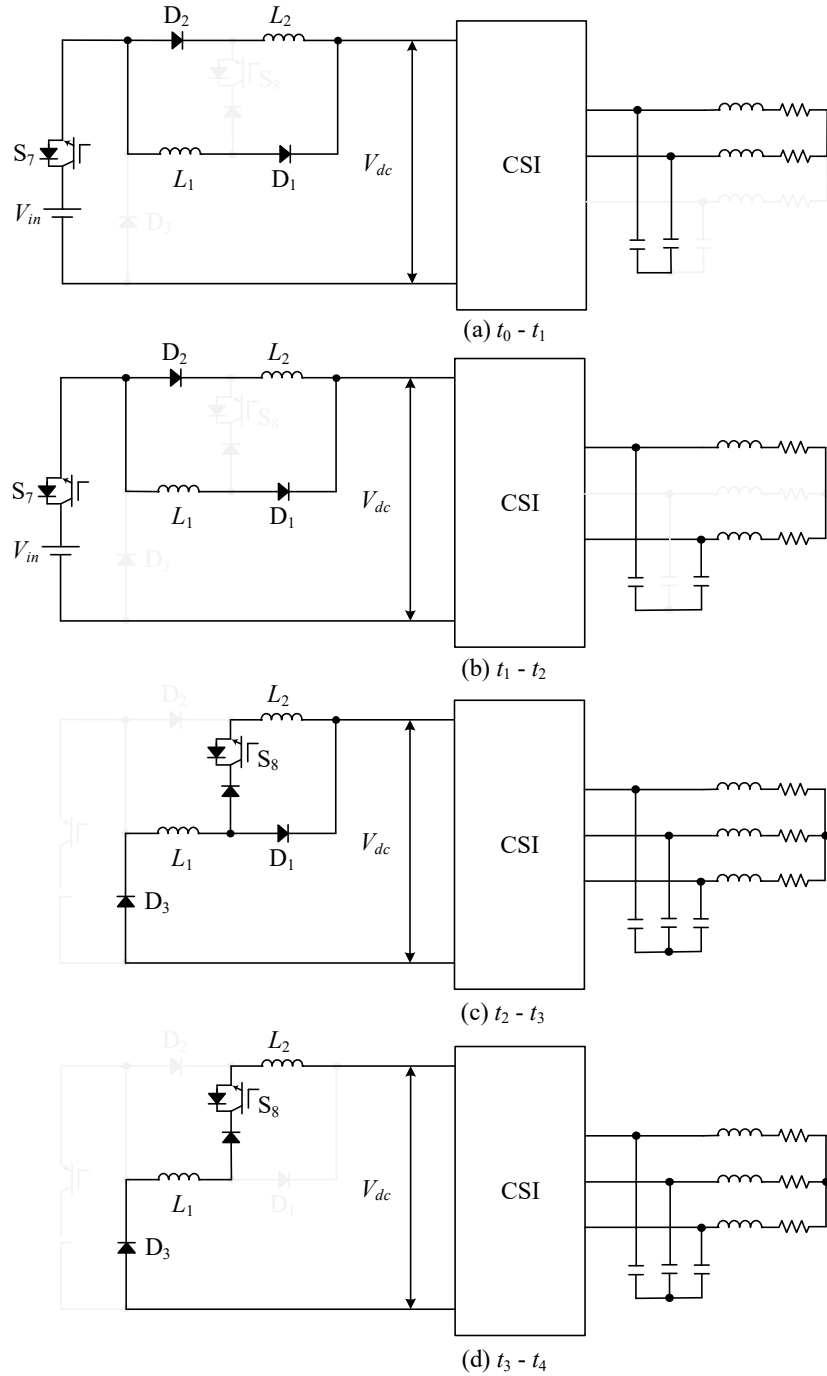 D2 L2
S8
S7
L1 D1
Vdc
CSI
Vin
D3
(a) t0 - t1
D2 L2
S8
S7
L1 D1
Vdc
CSI
Vin
D3
(b) t1 - t2
D2
L2
S8
L1 D1
Vdc
CSI
D3
(c) t2 - t3
D2
L2
S8
L1 D1
Vdc
CSI
D3
(d) t3 - t4